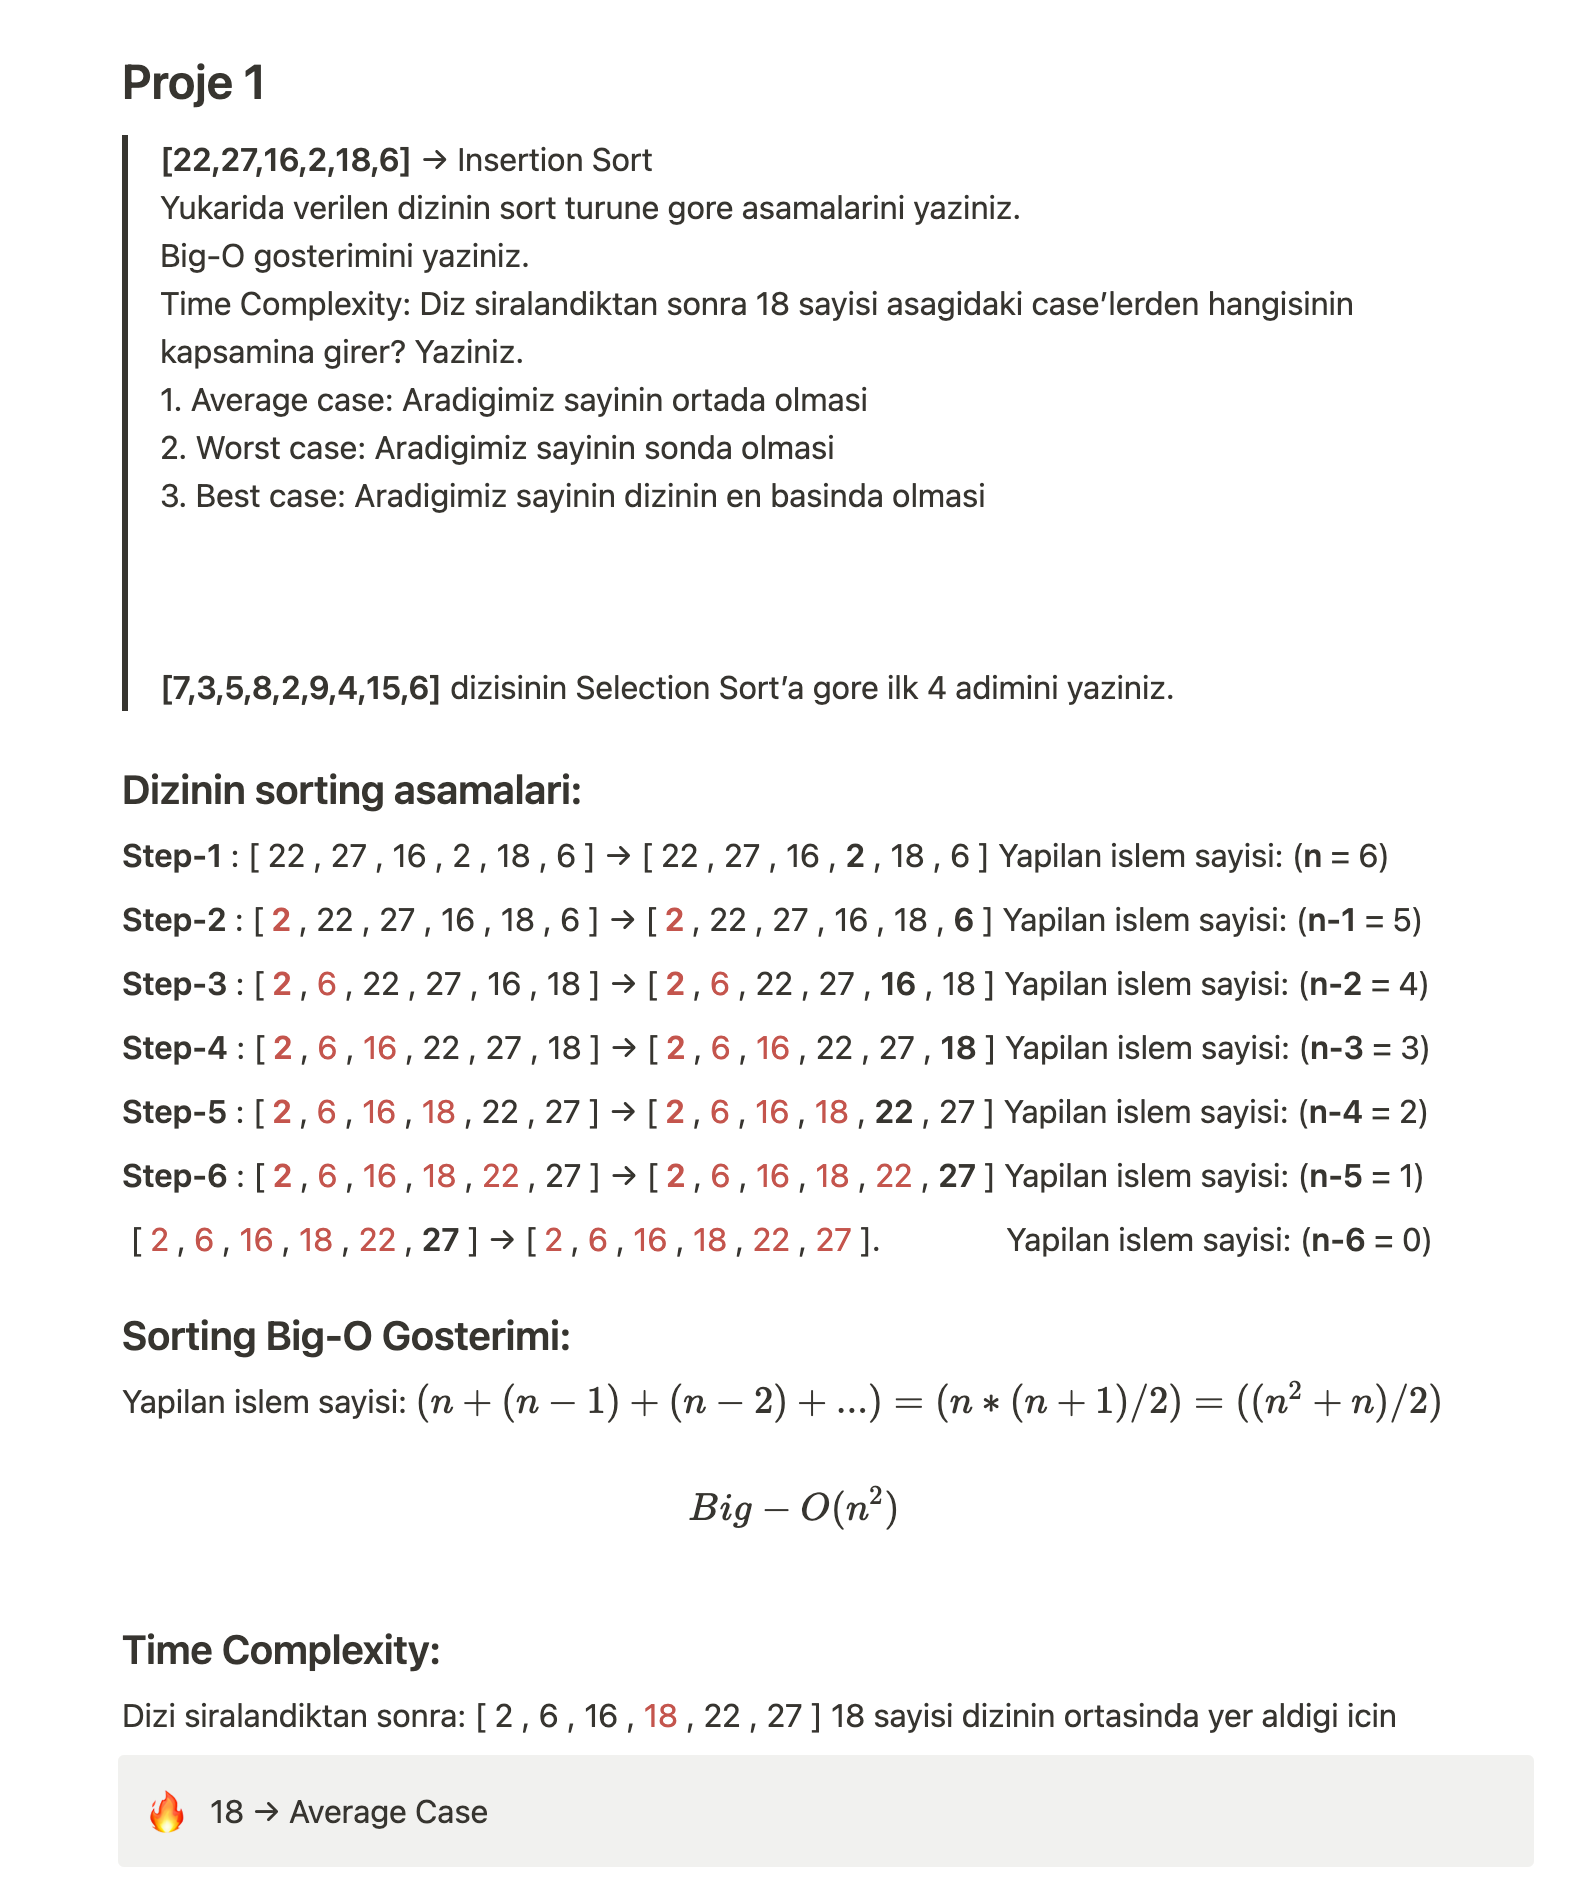 Proje 1
[22,27,16,2,18,6] → Insertion Sort
Yukarida verilen dizinin sort turune gore asamalarini yaziniz.
Big-O gosterimini yaziniz.
Time Complexity: Diz siralandiktan sonra 18 sayisi asagidaki case'lerden hangisinin
kapsamina girer? Yaziniz.
1. Average case: Aradigimiz sayinin ortada olmasi
2. Worst case: Aradigimiz sayinin sonda olmasi
3. Best case: Aradigimiz sayinin dizinin en basinda olmasi
[7,3,5,8,2,9,4,15,6] dizisinin Selection Sort'a gore ilk 4 adimini yaziniz.
Dizinin sorting asamalari:
Step-1 : [ 22 , 27 , 16 , 2 , 18 , 6 ] → [ 22 , 27 , 16 , 2 , 18 , 6 ] Yapilan islem sayisi: (n = 6)
Step-2 : [ 2 , 22 , 27 , 16 , 18 , 6 ] → [ 2 , 22 , 27 , 16 , 18 , 6 ] Yapilan islem sayisi: (n-1 = 5)
Step-3 : [ 2 , 6 , 22 , 27 , 16 , 18 ] → [ 2 , 6 , 22 , 27 , 16 , 18 ] Yapilan islem sayisi: (n-2 = 4)
Step-4 : [ 2 , 6 , 16 , 22 , 27 , 18 ] → [ 2 , 6 , 16 , 22 , 27 , 18 ] Yapilan islem sayisi: (n-3 = 3)
Step-5 : [ 2 , 6 , 16 , 18 , 22 , 27 ] → [ 2 , 6 , 16 , 18 , 22 , 27 ] Yapilan islem sayisi: (n-4 = 2)
Step-6 : [ 2 , 6 , 16 , 18 , 22 , 27 ] → [ 2 , 6 , 16 , 18 , 22 , 27 ] Yapilan islem sayisi: (n-5 = 1)
[ 2 , 6 , 16 , 18 , 22 , 27 ] → [ 2 , 6 , 16 , 18 , 22 , 27 ]. Yapilan islem sayisi: (n-6 = 0)
Sorting Big-O Gosterimi:
Yapilan islem sayisi: (n + (n − 1) + (n − 2) + ...) = (n ∗ (n + 1)/2) = ((n² + n)/2)
Big − O(n²)
Time Complexity:
Dizi siralandiktan sonra: [ 2 , 6 , 16 , 18 , 22 , 27 ] 18 sayisi dizinin ortasinda yer aldigi icin
🔥 18 → Average Case